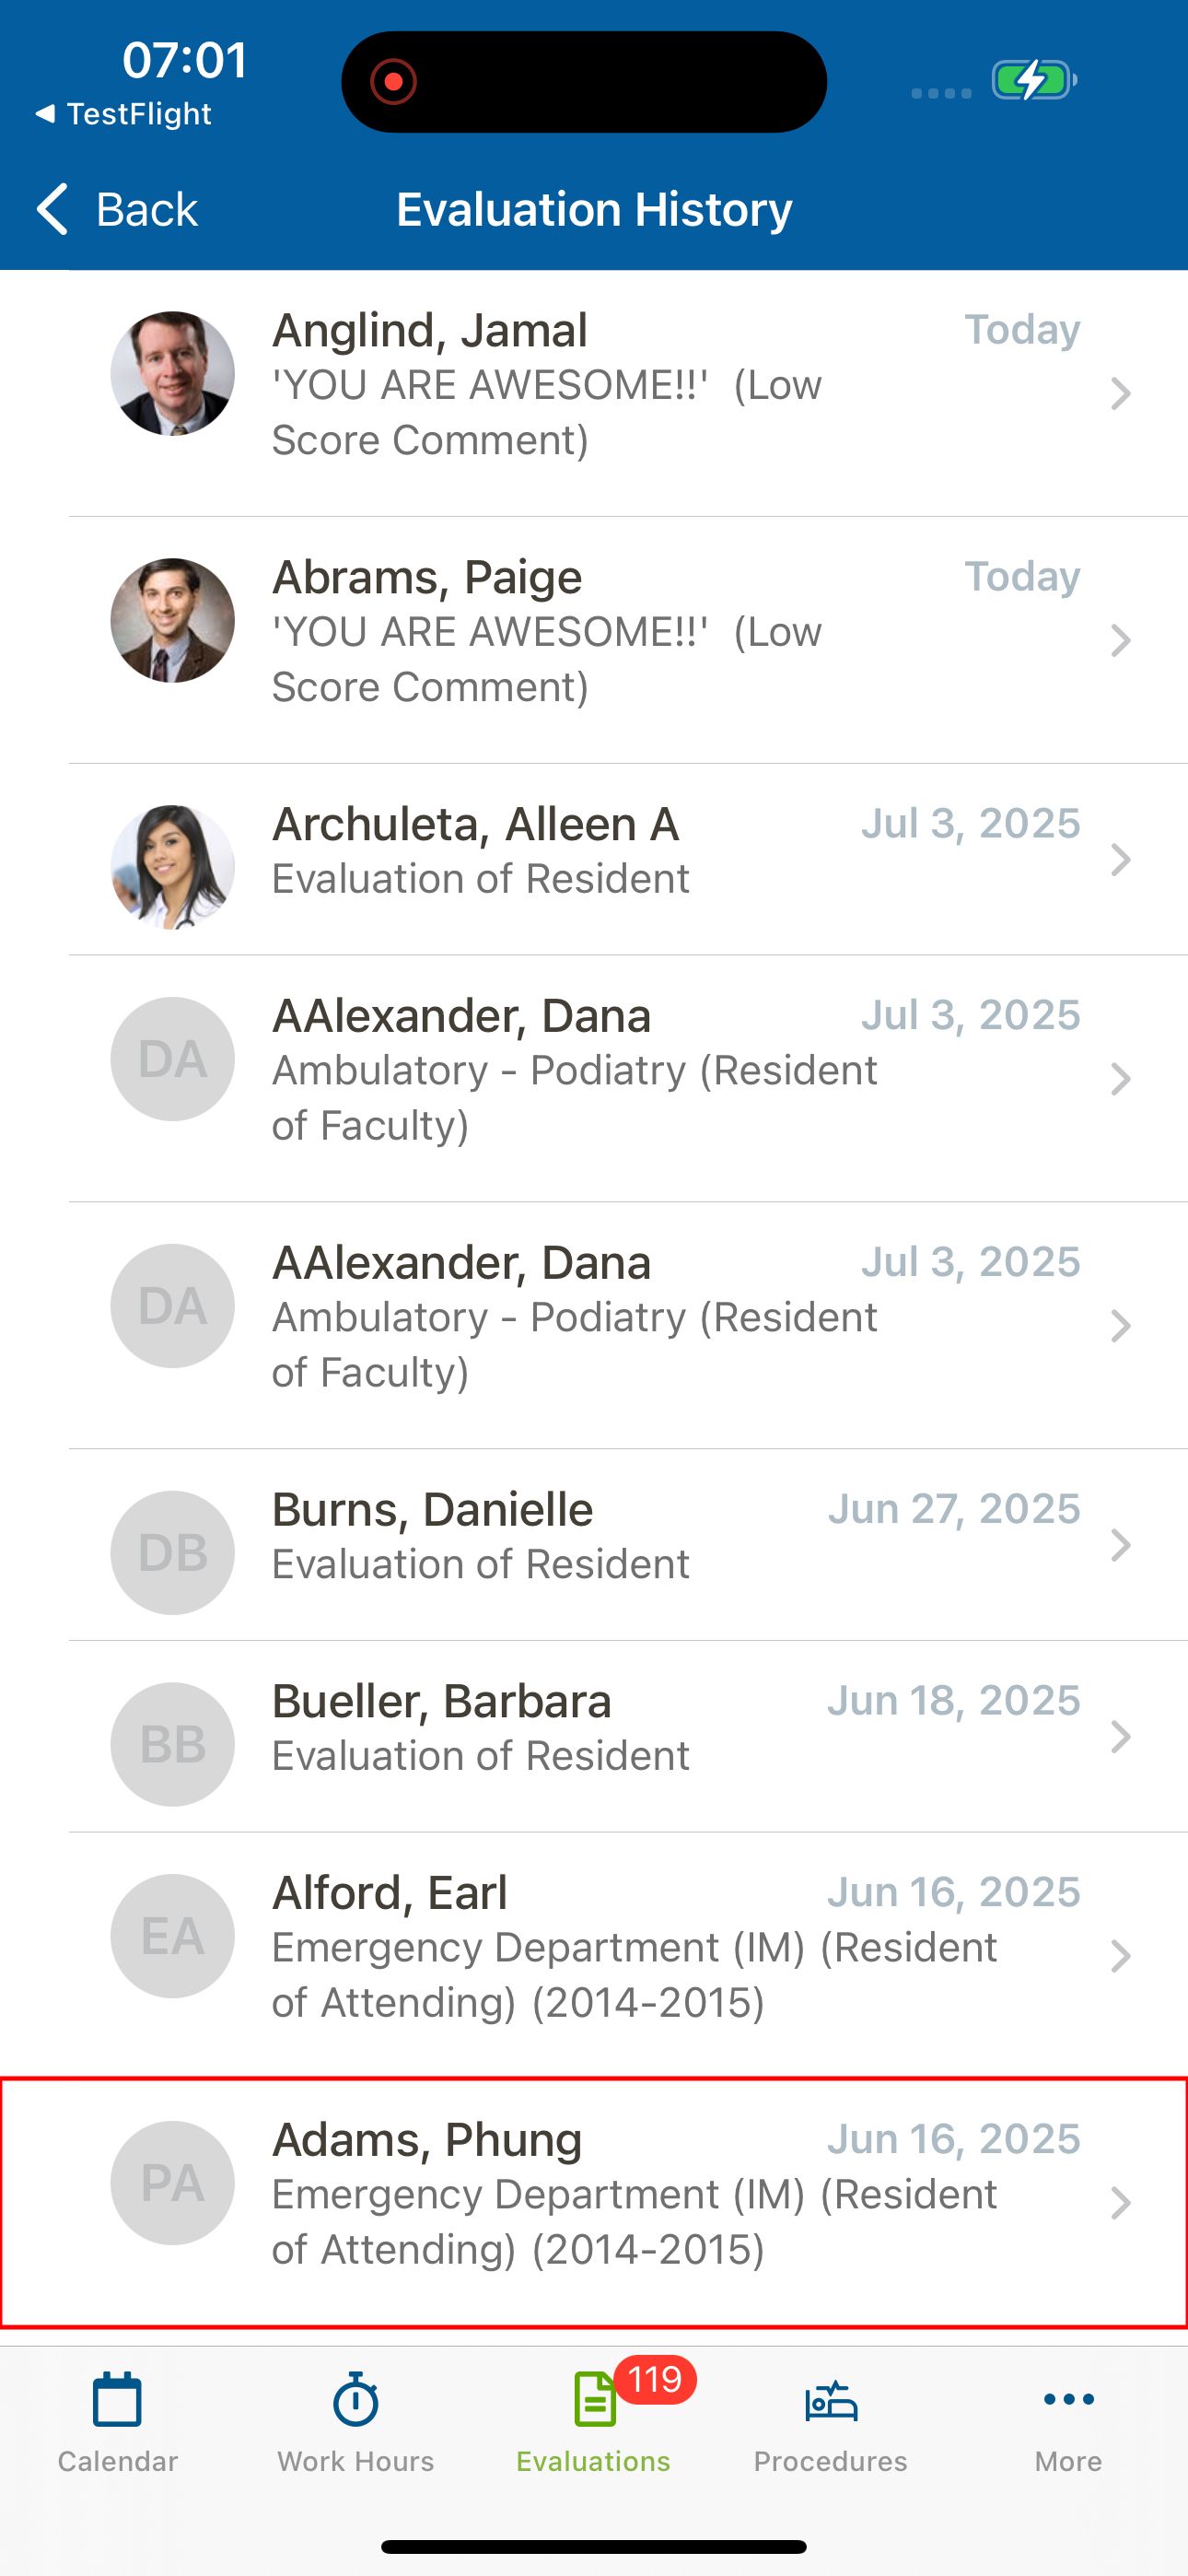 07:01
◀ TestFlight
Back
Evaluation History
Anglind, Jamal
Today
'YOU ARE AWESOME!!'  (Low
Score Comment)
Abrams, Paige
Today
'YOU ARE AWESOME!!'  (Low
Score Comment)
Archuleta, Alleen A
Jul 3, 2025
Evaluation of Resident
DA
AAlexander, Dana
Jul 3, 2025
Ambulatory - Podiatry (Resident
of Faculty)
DA
AAlexander, Dana
Jul 3, 2025
Ambulatory - Podiatry (Resident
of Faculty)
DB
Burns, Danielle
Jun 27, 2025
Evaluation of Resident
BB
Bueller, Barbara
Jun 18, 2025
Evaluation of Resident
EA
Alford, Earl
Jun 16, 2025
Emergency Department (IM) (Resident
of Attending) (2014-2015)
PA
Adams, Phung
Jun 16, 2025
Emergency Department (IM) (Resident
of Attending) (2014-2015)
119
Calendar
Work Hours
Evaluations
Procedures
More